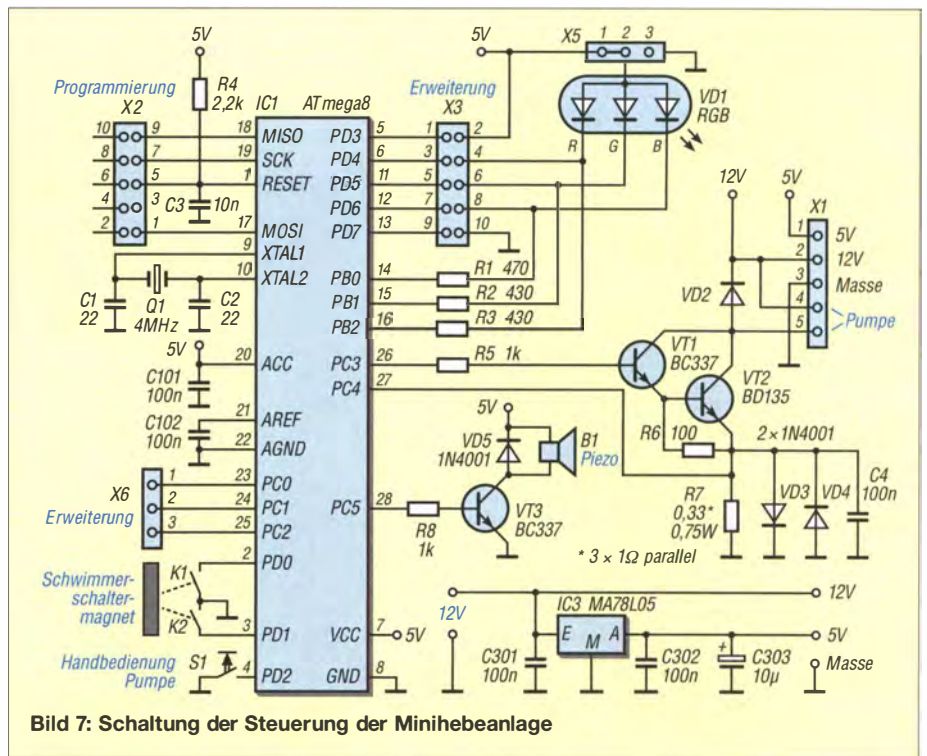 5V
R4
2,2k
Programmierung
X2
10 9
8 7
6 5
4 3
2 1
C3 10n
IC1 ATmega8
18 MISO
19 SCK
1 RESET
17 MOSI
9 XTAL1
10 XTAL2
C1
22
Q1
4MHz
C2
22
5V
20 ACC
C101
100n
C102
100n
21 AREF
22 AGND
X6
Erweiterung
1 23 PC0
2 24 PC1
3 25 PC2
Schwimmer-
schalter-
magnet
K1
K2
2 PD0
3 PD1
Handbedienung
Pumpe
S1
4 PD2
PD3 5
PD4 6
PD5 11
PD6 12
PD7 13
PB0 14
PB1 15
PB2 16
PC3 26
PC4 27
PC5 28
VCC 7 5V
GND 8
Erweiterung
X3
1 2
3 4
5 6
7 8
9 10
5V
X5 1 2 3
VD1
RGB
R G B
R1 470
R2 430
R3 430
R5 1k
12V
5V
X1
1 5V
2 12V
3 Masse
4
5
Pumpe
VD2
VT1
BC337
VT2
BD135
R6 100
2 × 1N4001
R7
0,33*
0,75W
VD3
VD4
C4
100n
* 3 × 1Ω parallel
5V
VD5
1N4001
B1
Piezo
R8
1k
VT3
BC337
12V
12V
IC3 MA78L05
E M A
5V
Masse
C301
100n
C302
100n
+
C303
10µ
Bild 7: Schaltung der Steuerung der Minihebeanlage